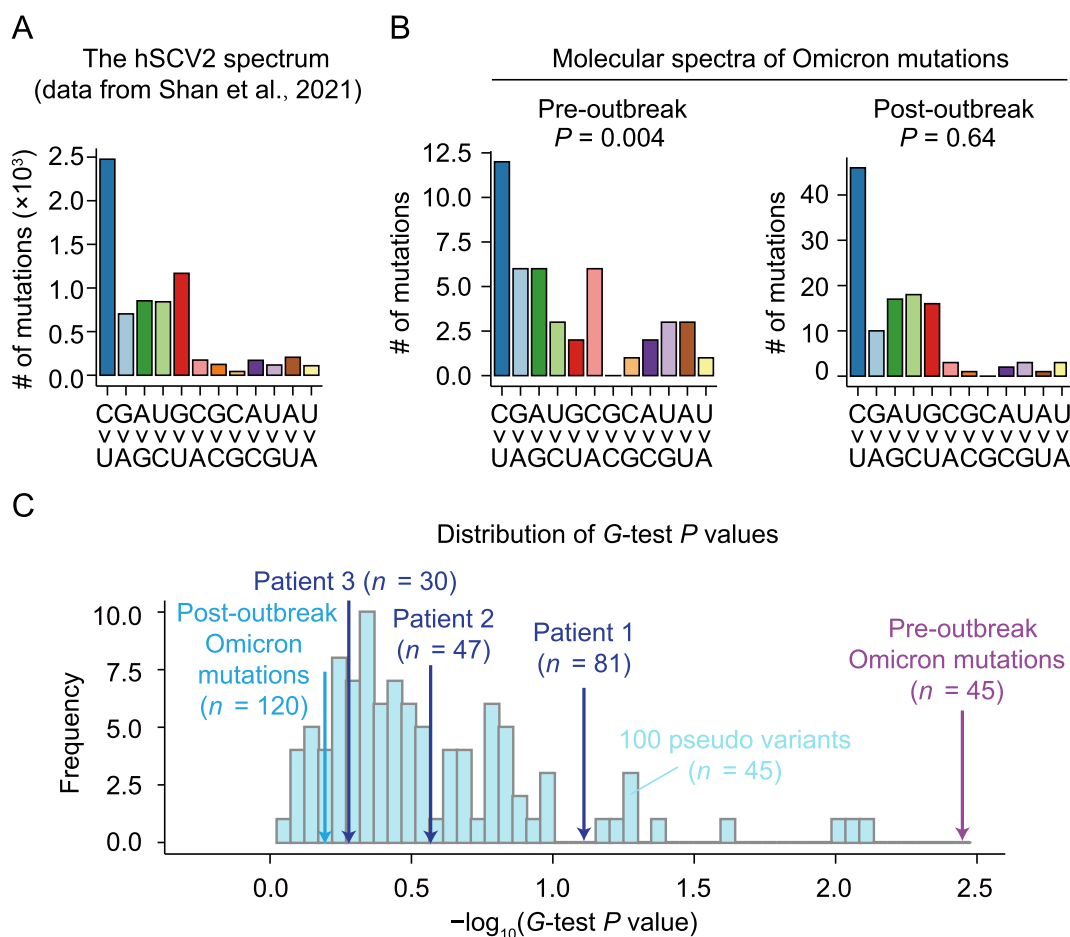 A
The hSCV2 spectrum
(data from Shan et al., 2021)
# of mutations (×10³)
2.5
2.0
1.5
1.0
0.5
0.0
CGAUGCGCAUAU
>>>>>>>>>>>>
UAGCUACGCGUA
B
Molecular spectra of Omicron mutations
Pre-outbreak
P = 0.004
# of mutations
12.5
10.0
7.5
5.0
2.5
0.0
CGAUGCGCAUAU
>>>>>>>>>>>>
UAGCUACGCGUA
Post-outbreak
P = 0.64
# of mutations
40
30
20
10
0
CGAUGCGCAUAU
>>>>>>>>>>>>
UAGCUACGCGUA
C
Distribution of G-test P values
Frequency
10.0
7.5
5.0
2.5
0.0
Patient 3 (n = 30)
Post-outbreak
Omicron
mutations
(n = 120)
Patient 2
(n = 47)
Patient 1
(n = 81)
Pre-outbreak
Omicron mutations
(n = 45)
100 pseudo variants
(n = 45)
0.0 0.5 1.0 1.5 2.0 2.5
−log₁₀(G-test P value)